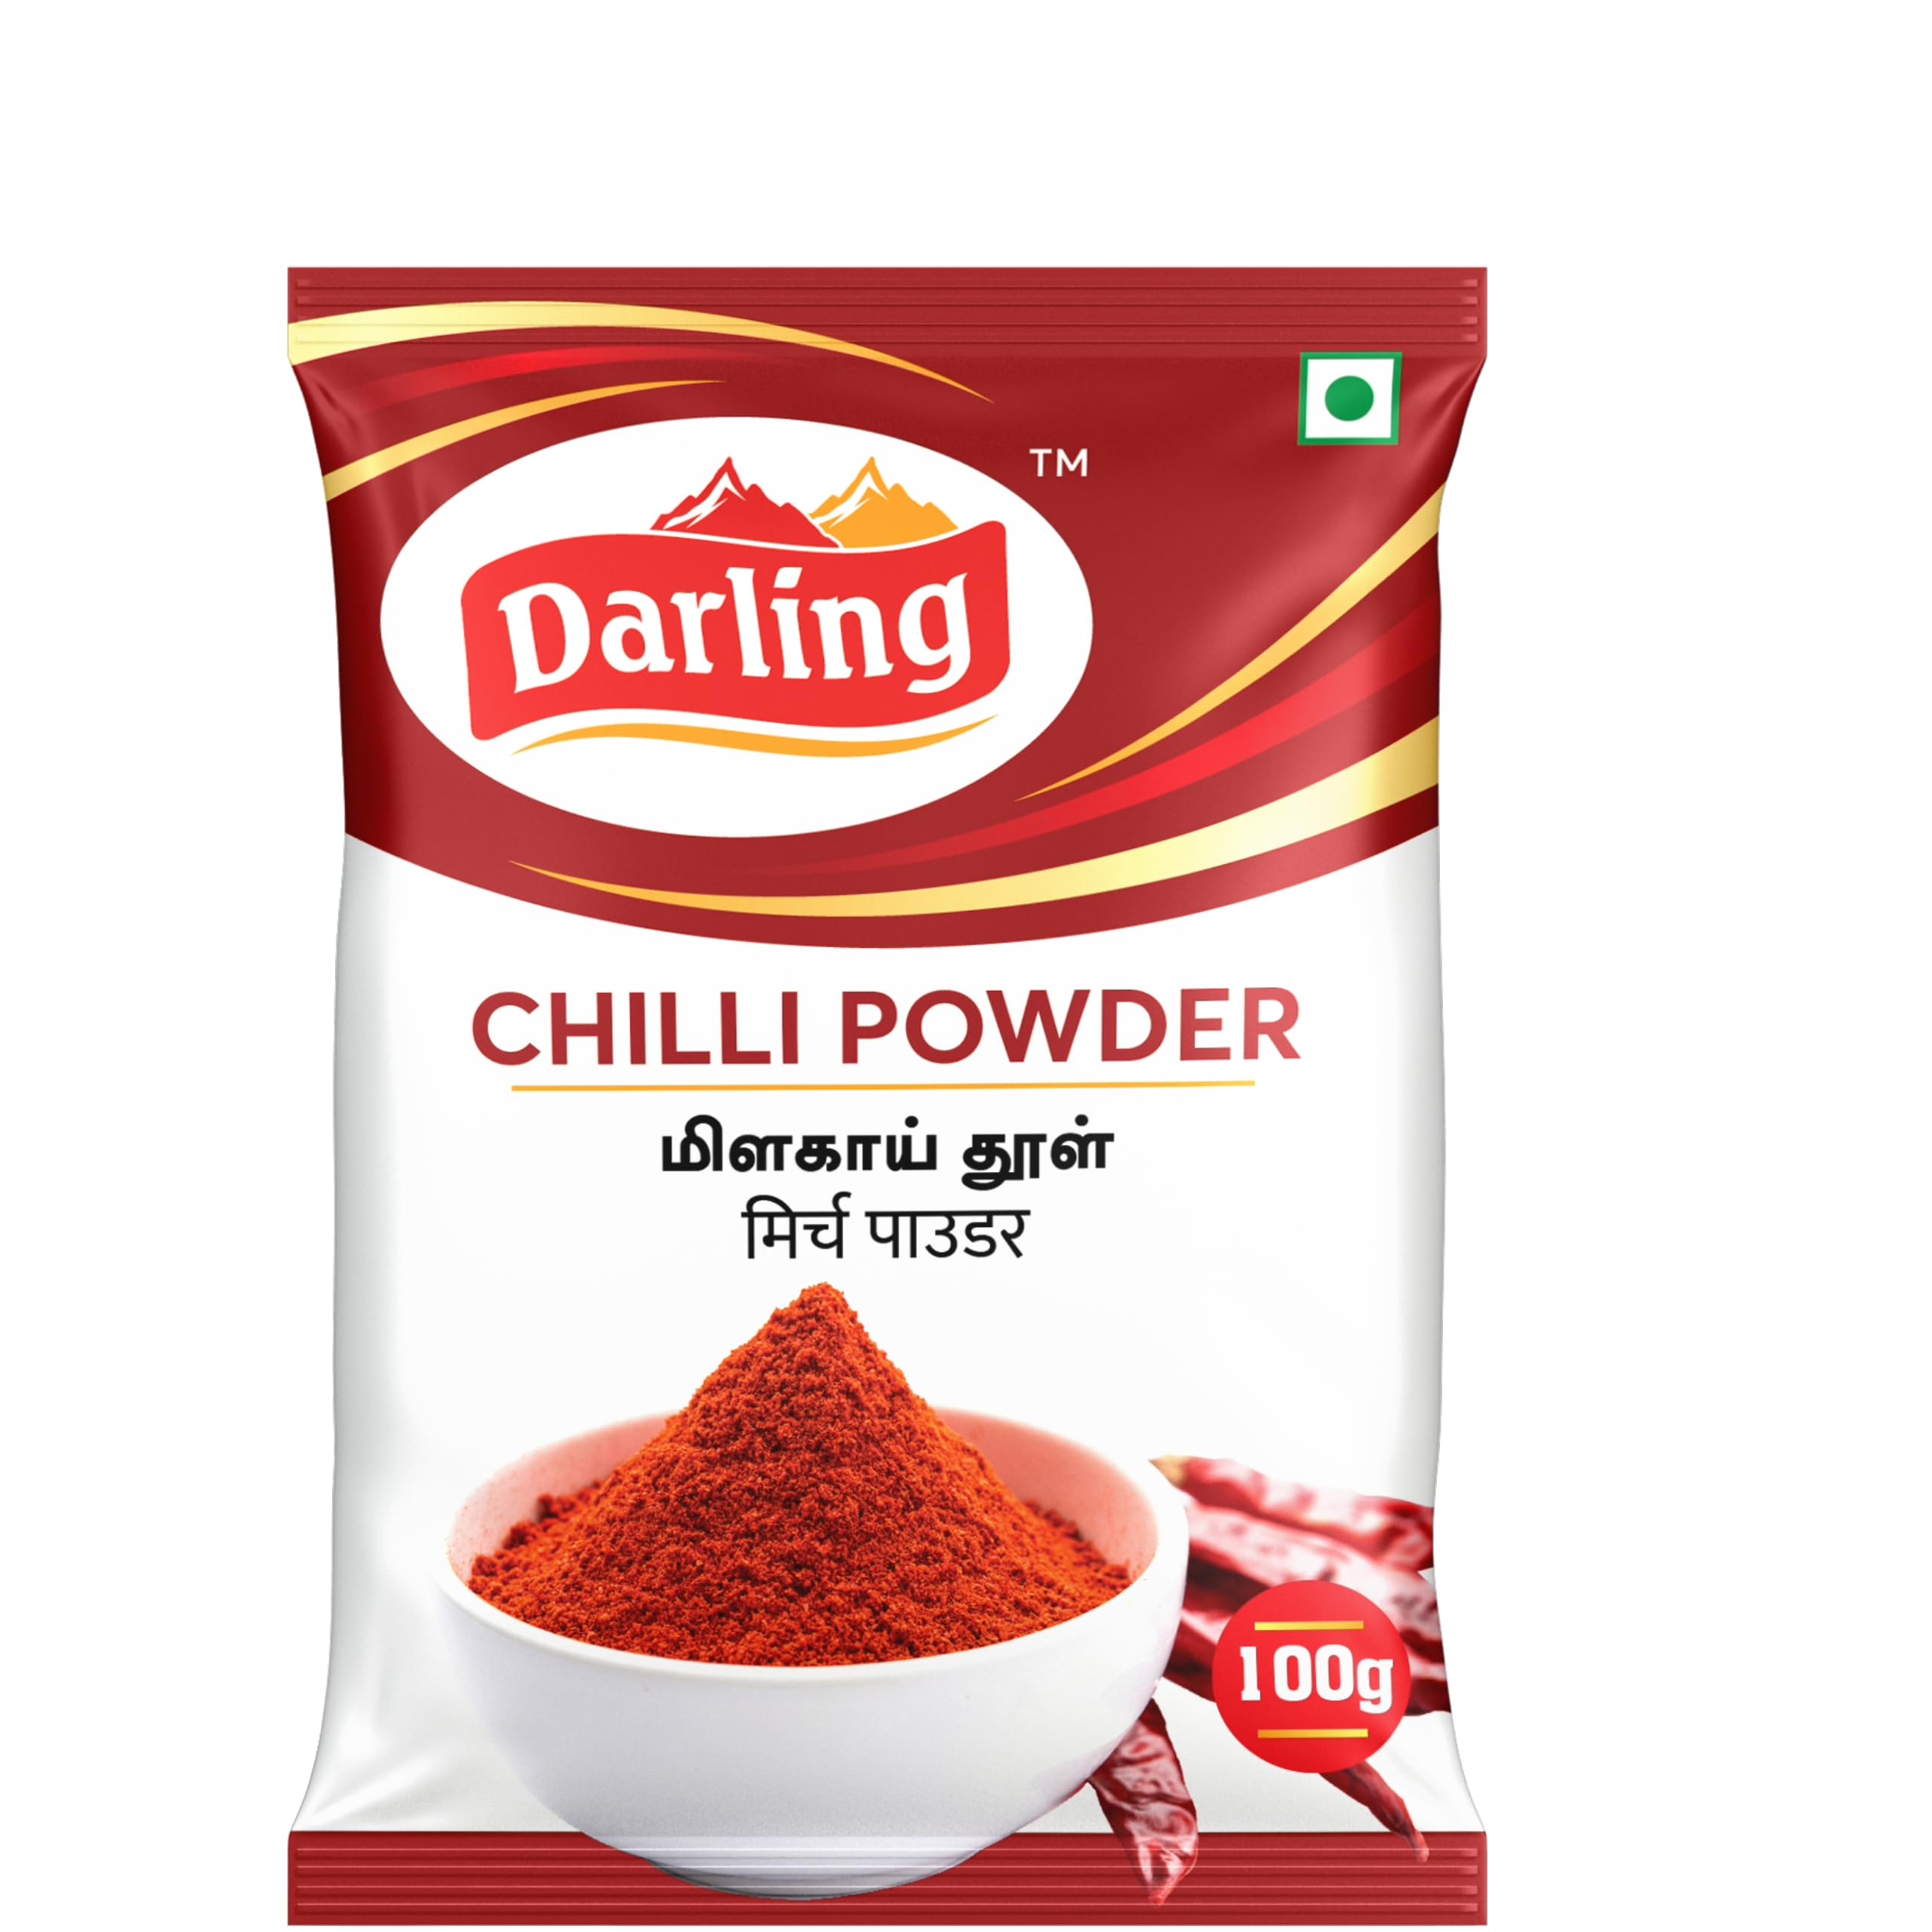 TM
Darling
CHILLI POWDER
மிளகாய் தூள்
मिर्च पाउडर
100g